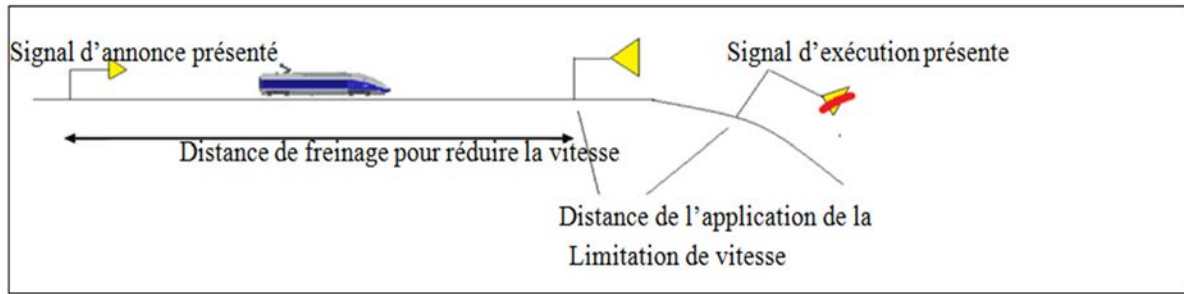 Signal d'annonce présenté
Signal d'exécution présente
Distance de freinage pour réduire la vitesse
Distance de l'application de la
Limitation de vitesse